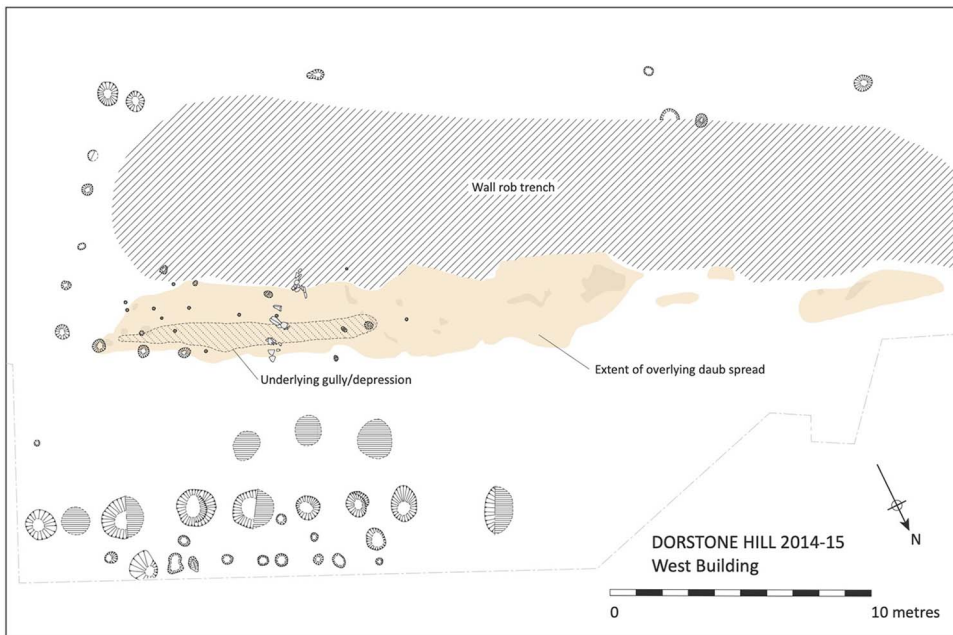 Wall rob trench
Underlying gully/depression
Extent of overlying daub spread
N
DORSTONE HILL 2014-15
West Building
0 10 metres